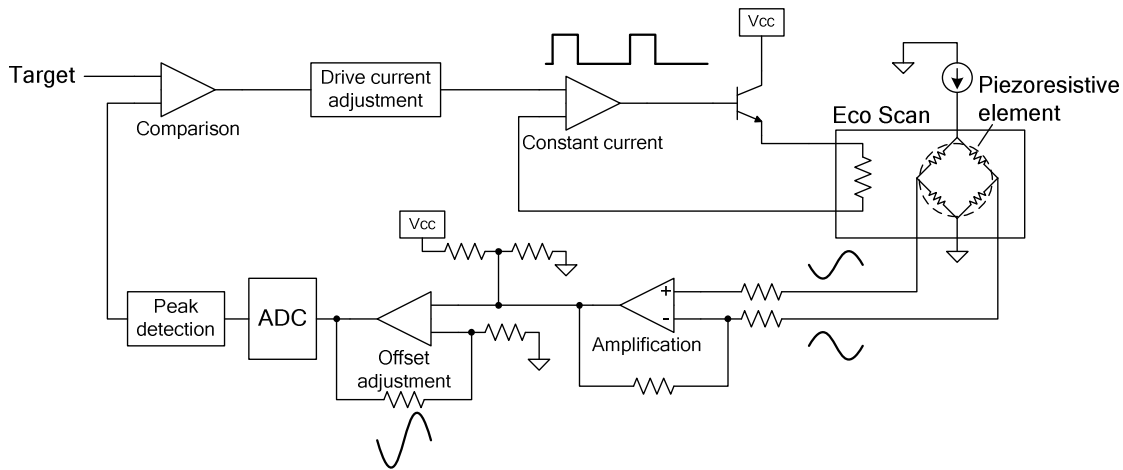 Vcc
Target
Drive current
adjustment
Piezoresistive
element
Eco Scan
Comparison
Constant current
Vcc
+
-
Peak
detection
ADC
Offset
adjustment
Amplification